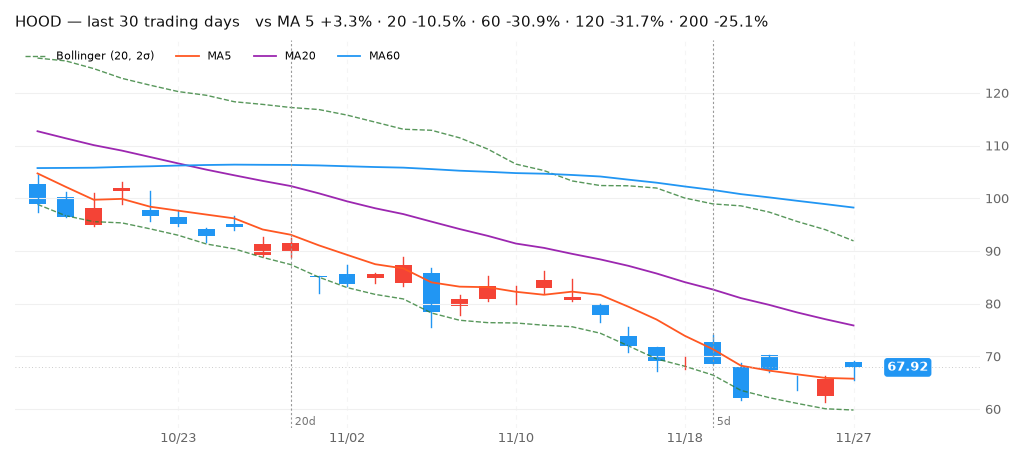 HOOD — last 30 trading days   vs MA 5 +3.3% · 20 -10.5% · 60 -30.9% · 120 -31.7% · 200 -25.1%
Bollinger (20, 2σ)   MA5   MA20   MA60
120
110
100
90
80
70
67.92
60
20d   5d
10/23   11/02   11/10   11/18   11/27